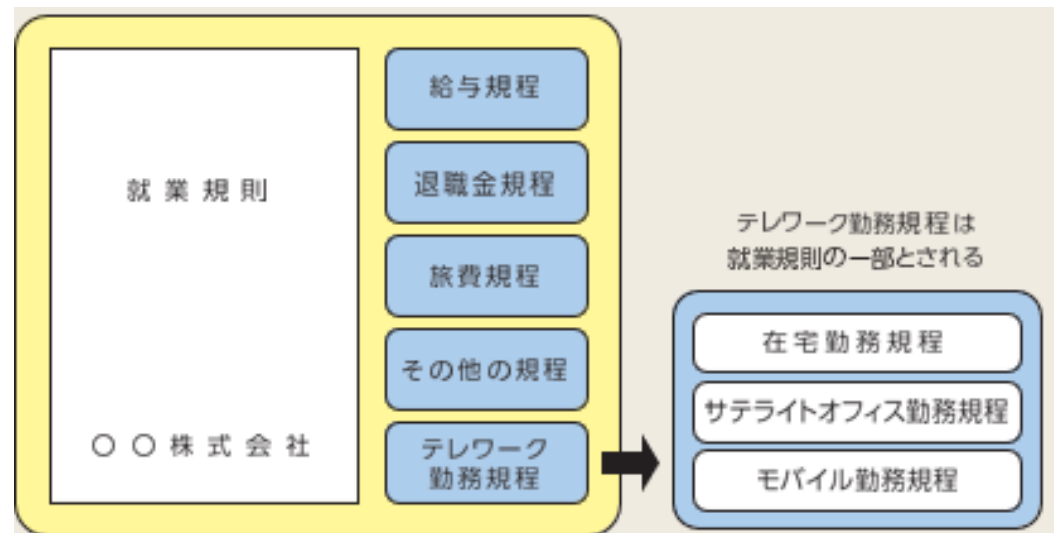 就業規則
○○株式会社
給与規程
退職金規程
旅費規程
その他の規程
テレワーク
勤務規程
テレワーク勤務規程は
就業規則の一部とされる
在宅勤務規程
サテライトオフィス勤務規程
モバイル勤務規程